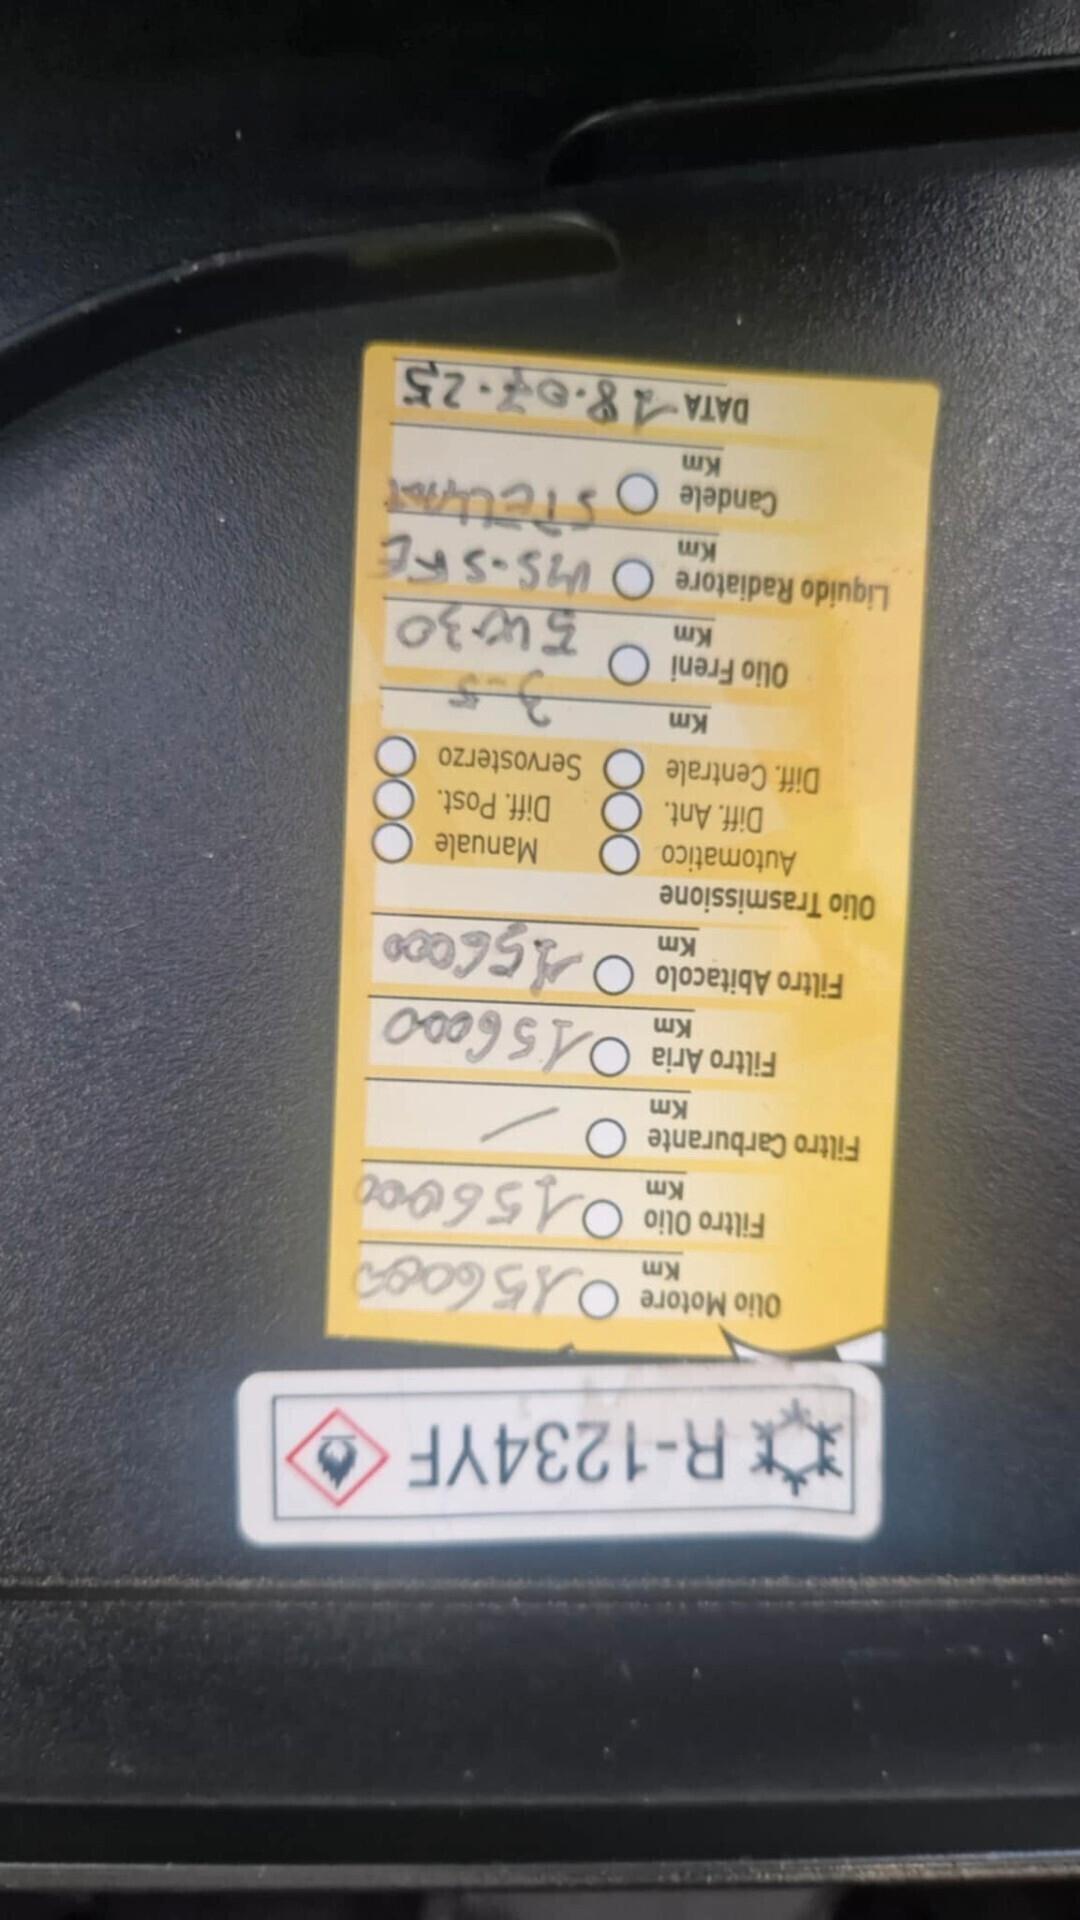 R-1234YF
Olio Motore 156000
Km
Filtro Olio 156000
Km
Filtro Carburante /
Km
Filtro Aria 156000
Km
Filtro Abitacolo 156000
Km
Olio Trasmissione
Automatico Manuale
Diff. Ant. Diff. Post.
Diff. Centrale Servosterzo
Km 3-5
Olio Freni 5W30
Km
Liquido Radiatore
Km
Candele
Km
DATA 18.07.25